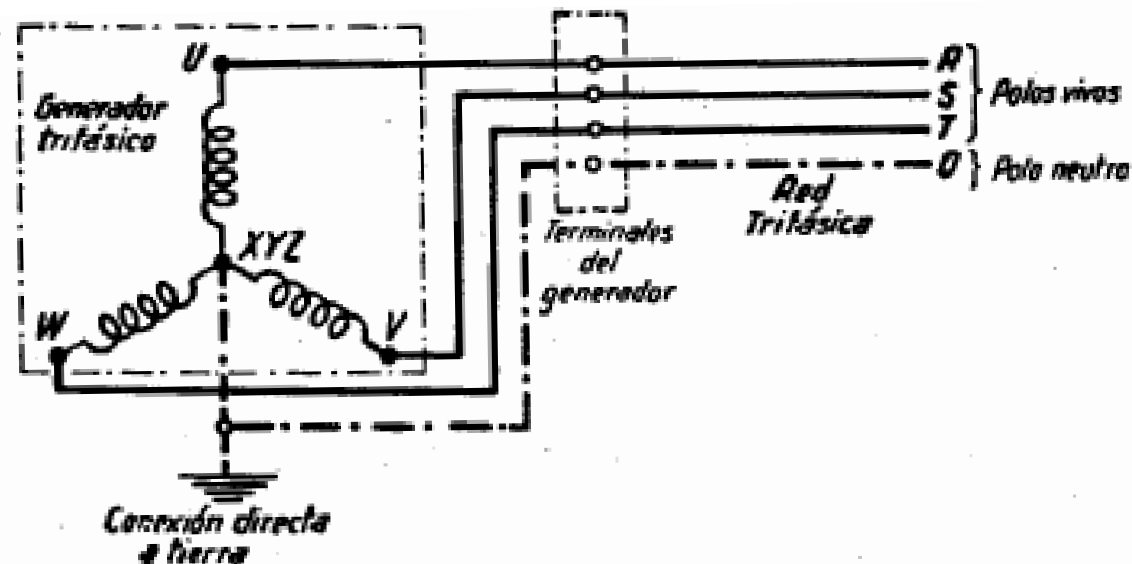 U
Generador
trifásico
XYZ
W
V
R
S
T
O
Polos vivos
Polo neutro
Red
Trifásica
Terminales
del
generador
Conexión directa
a tierra